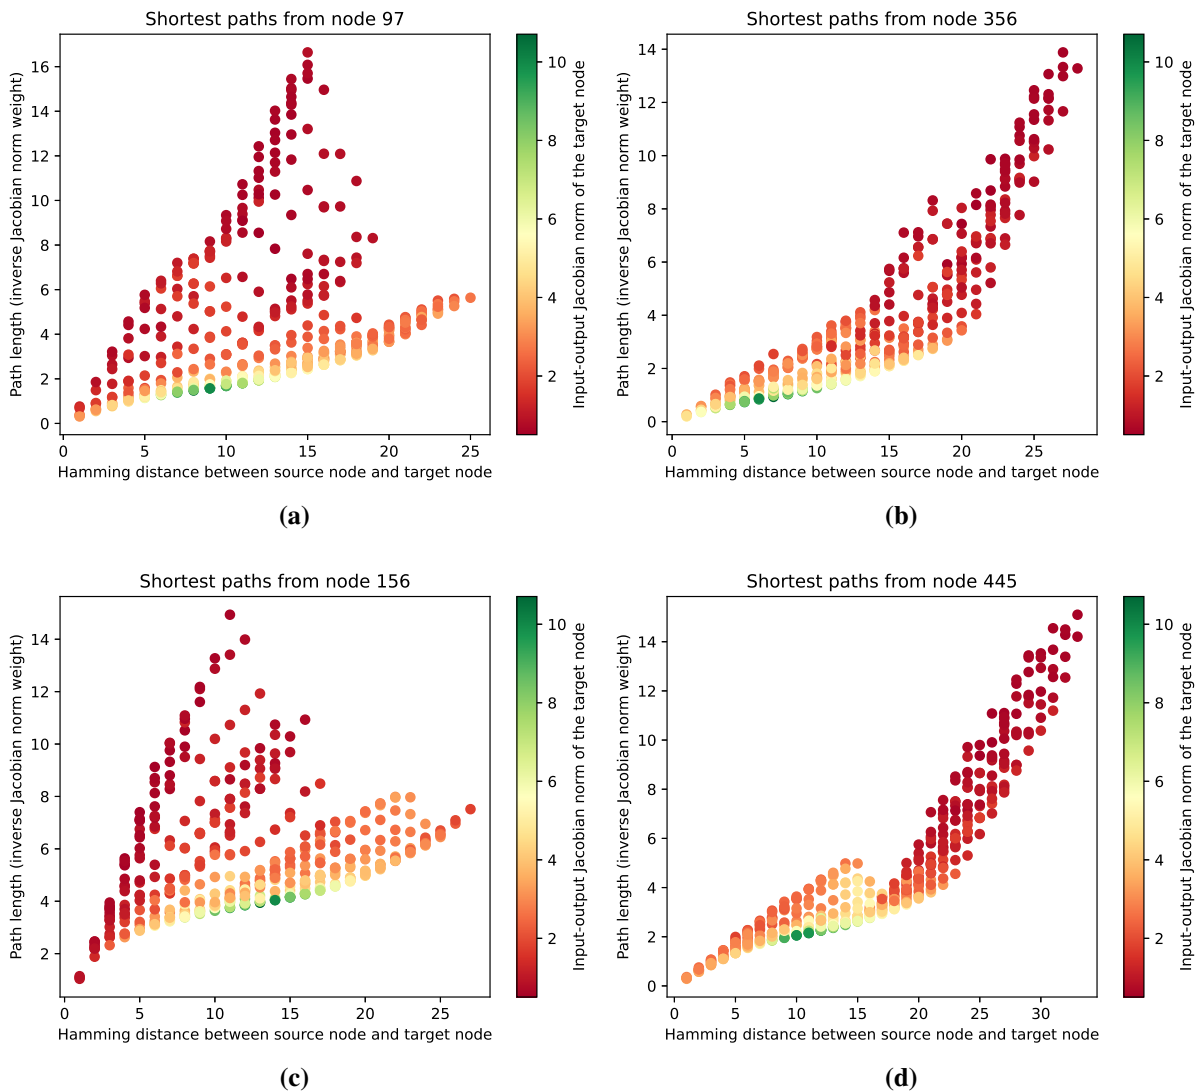 Shortest paths from node 97
Path length (inverse Jacobian norm weight)
16
14
12
10
8
6
4
2
0
0 5 10 15 20 25
Hamming distance between source node and target node
10
8
6
4
2
Input-output Jacobian norm of the target node
(a)
Shortest paths from node 356
Path length (inverse Jacobian norm weight)
14
12
10
8
6
4
2
0
0 5 10 15 20 25
Hamming distance between source node and target node
10
8
6
4
2
Input-output Jacobian norm of the target node
(b)
Shortest paths from node 156
Path length (inverse Jacobian norm weight)
14
12
10
8
6
4
2
0 5 10 15 20 25
Hamming distance between source node and target node
10
8
6
4
2
Input-output Jacobian norm of the target node
(c)
Shortest paths from node 445
Path length (inverse Jacobian norm weight)
14
12
10
8
6
4
2
0
0 5 10 15 20 25 30
Hamming distance between source node and target node
10
8
6
4
2
Input-output Jacobian norm of the target node
(d)